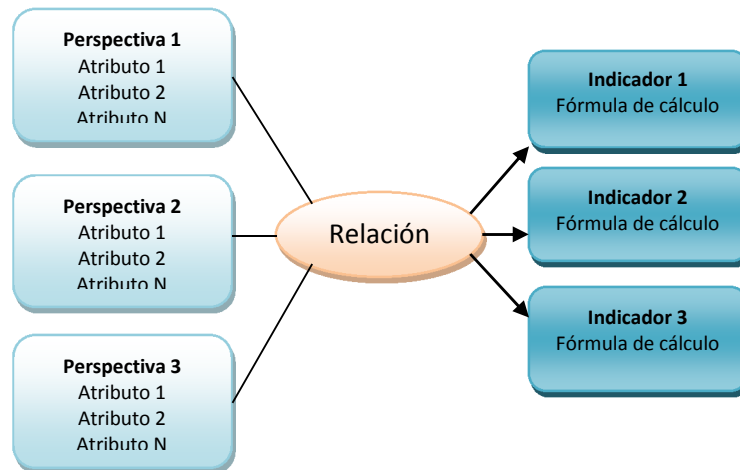 Perspectiva 1
Atributo 1
Atributo 2
Atributo N
Perspectiva 2
Atributo 1
Atributo 2
Atributo N
Perspectiva 3
Atributo 1
Atributo 2
Atributo N
Relación
Indicador 1
Fórmula de cálculo
Indicador 2
Fórmula de cálculo
Indicador 3
Fórmula de cálculo